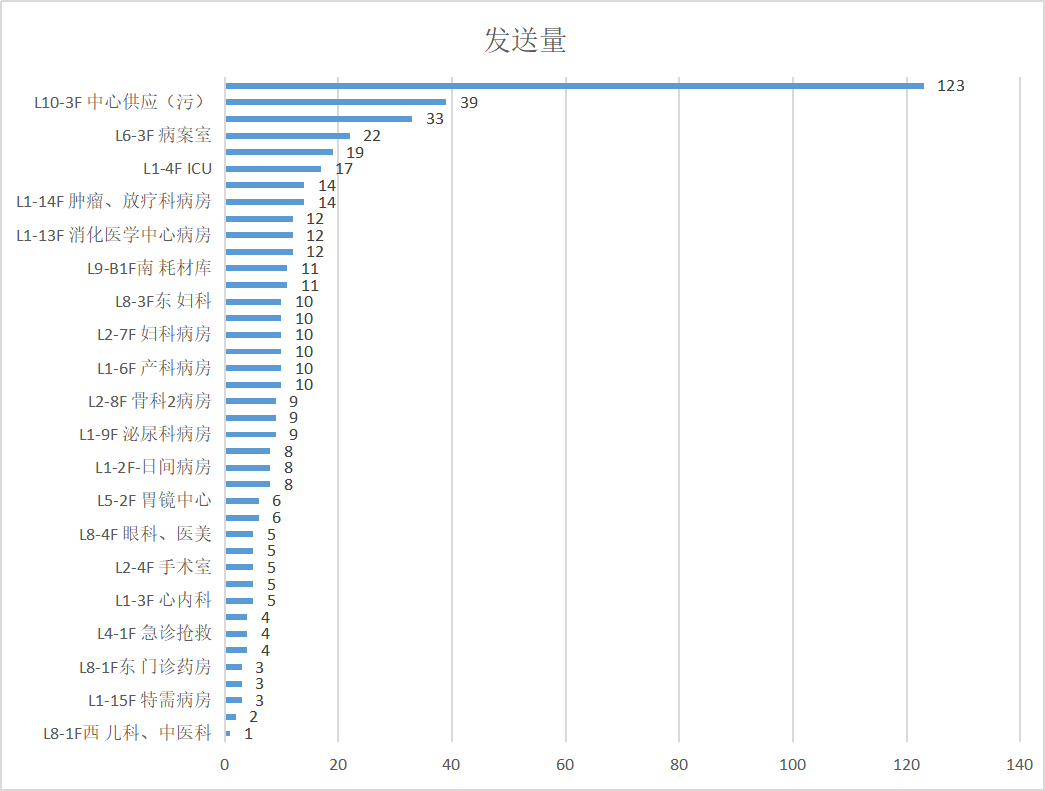 发送量
123
L10-3F 中心供应（污） 39
33
L6-3F 病案室 22
19
L1-4F ICU 17
14
L1-14F 肿瘤、放疗科病房 14
12
L1-13F 消化医学中心病房 12
12
L9-B1F南 耗材库 11
11
L8-3F东 妇科 10
10
L2-7F 妇科病房 10
10
L1-6F 产科病房 10
10
L2-8F 骨科2病房 9
9
L1-9F 泌尿科病房 9
8
L1-2F-日间病房 8
8
L5-2F 胃镜中心 6
6
L8-4F 眼科、医美 5
5
L2-4F 手术室 5
5
L1-3F 心内科 5
4
L4-1F 急诊抢救 4
4
L8-1F东 门诊药房 3
3
L1-15F 特需病房 3
2
L8-1F西 儿科、中医科 1
0 20 40 60 80 100 120 140